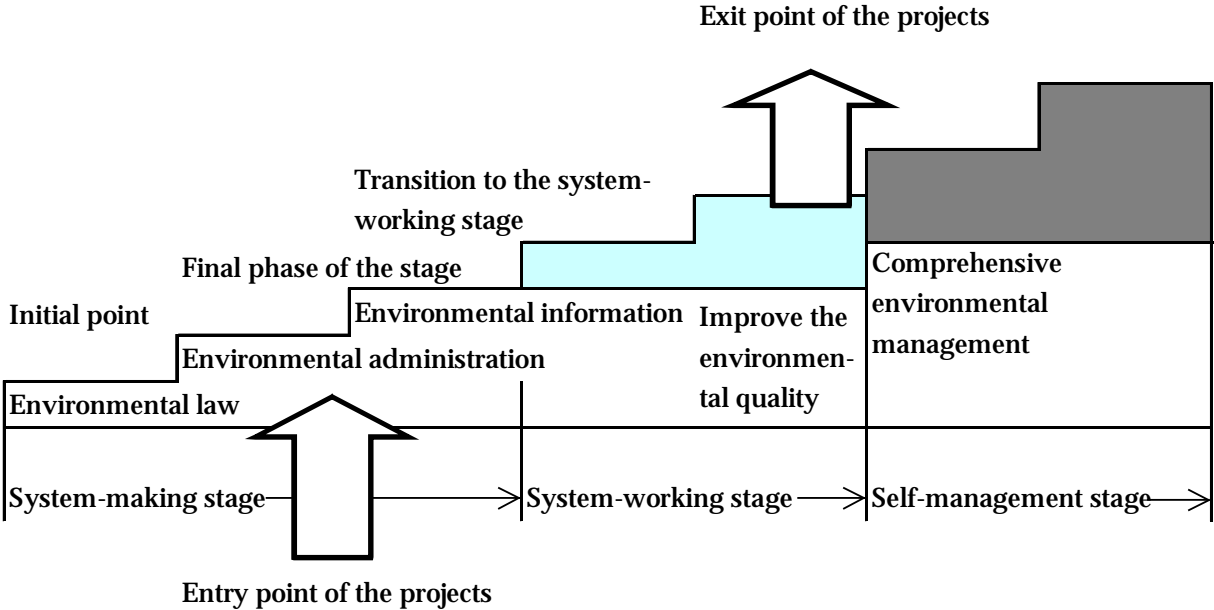 Exit point of the projects
Transition to the system-
working stage
Final phase of the stage
Initial point
Environmental information
Environmental administration
Environmental law
Improve the
environmen-
tal quality
Comprehensive
environmental
management
System-making stage
System-working stage
Self-management stage
Entry point of the projects